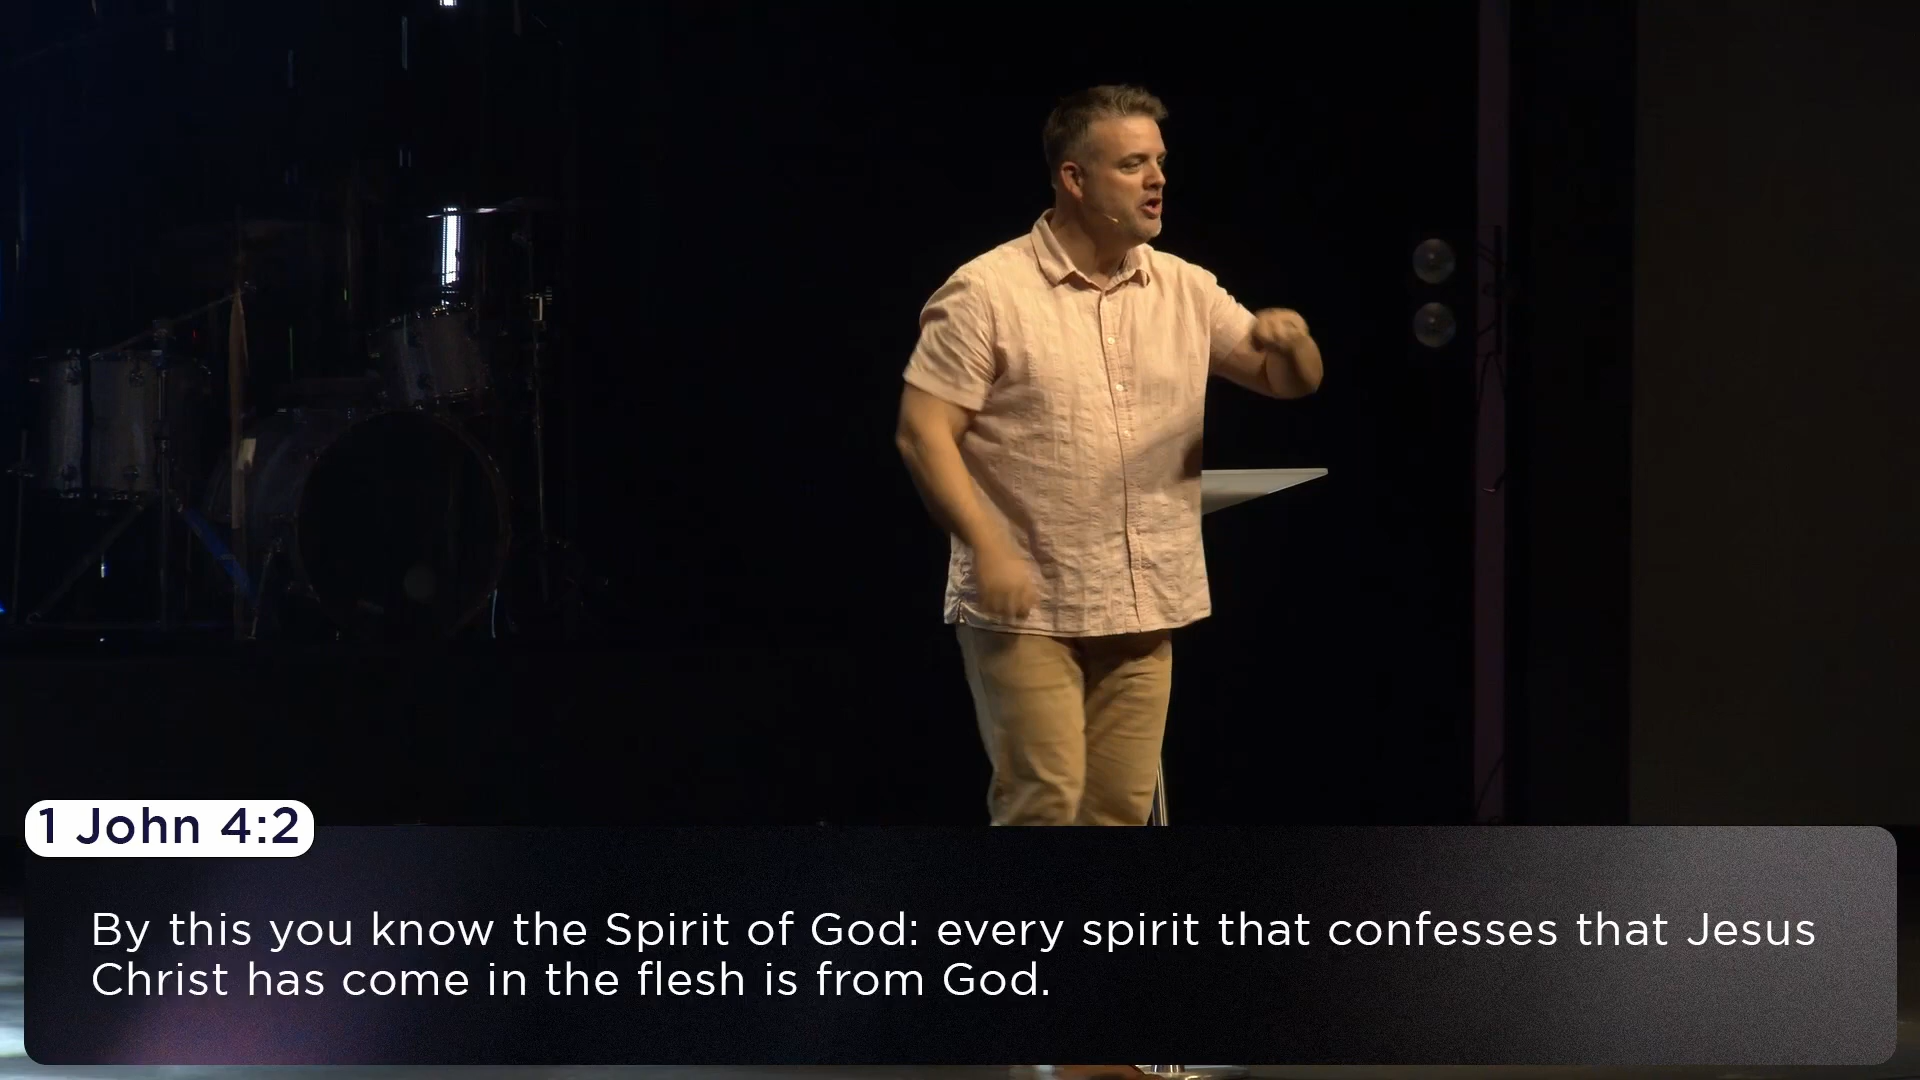 1 John 4:2
By this you know the Spirit of God: every spirit that confesses that Jesus
Christ has come in the flesh is from God.